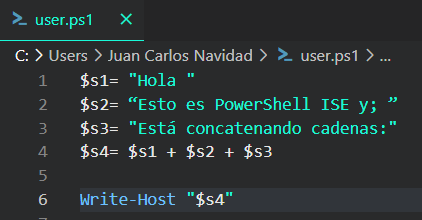 user.ps1
C: > Users > Juan Carlos Navidad > user.ps1 > ...
1 $s1= "Hola "
2 $s2= “Esto es PowerShell ISE y; ”
3 $s3= "Está concatenando cadenas:"
4 $s4= $s1 + $s2 + $s3
5
6 Write-Host "$s4"